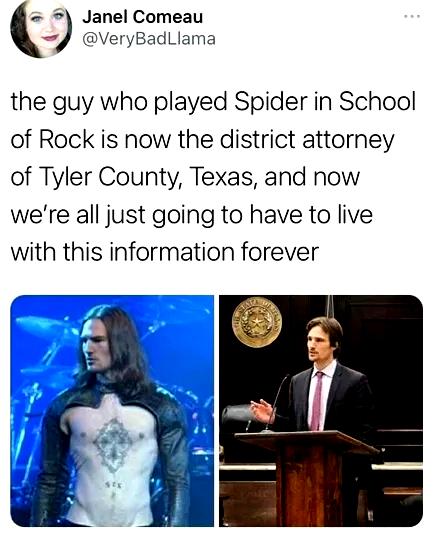 Janel Comeau
@VeryBadLlama
the guy who played Spider in School
of Rock is now the district attorney
of Tyler County, Texas, and now
we're all just going to have to live
with this information forever